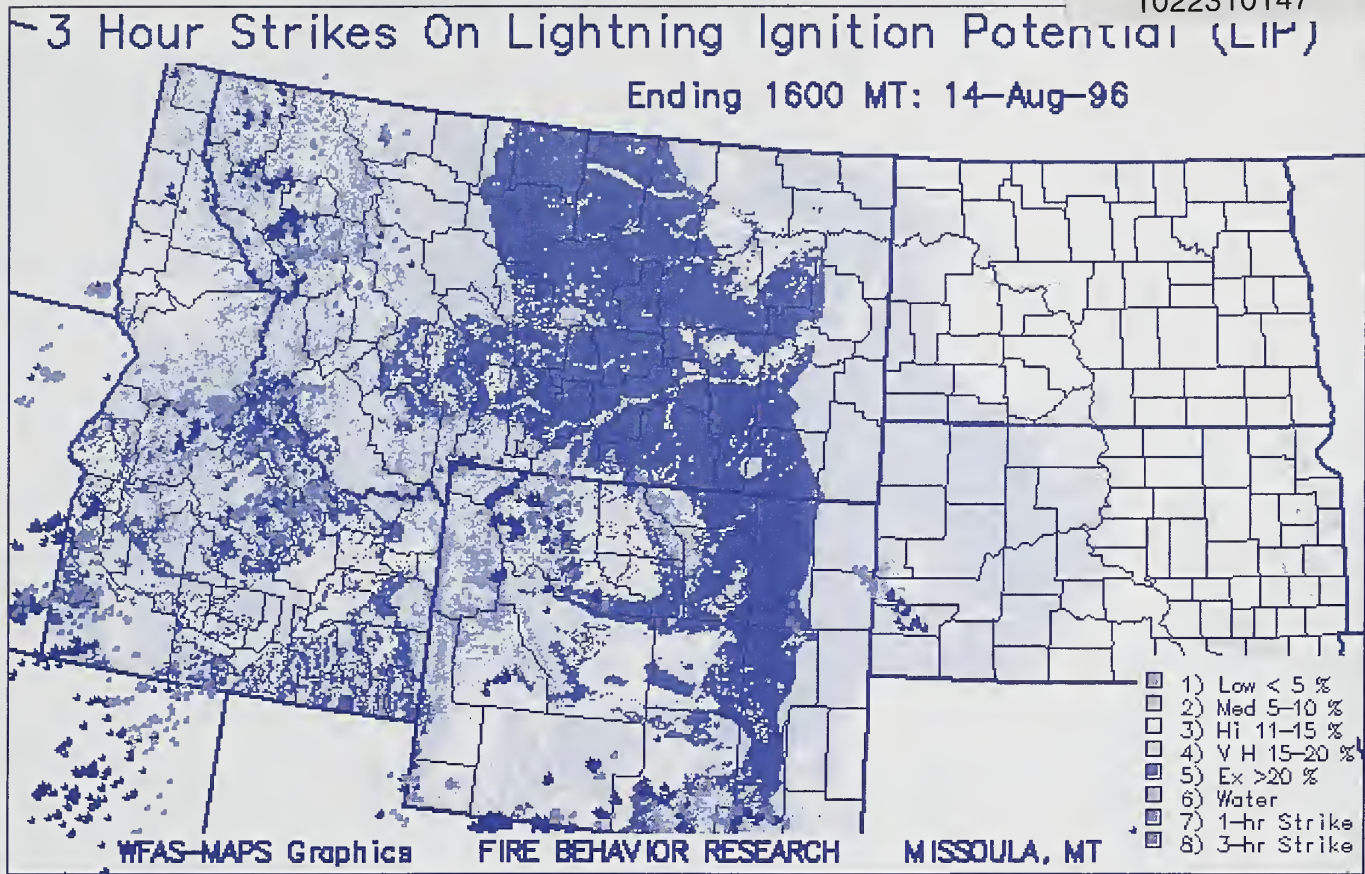 1022310147
3 Hour Strikes On Lightning Ignition Potential (LIP)
Ending 1600 MT: 14-Aug-96
1) Low < 5 %
2) Med 5-10 %
3) Hi 11-15 %
4) V H 15-20 %
5) Ex >20 %
6) Water
7) 1-hr Strike
8) 3-hr Strike
WFAS-MAPS Graphics FIRE BEHAVIOR RESEARCH MISSOULA, MT